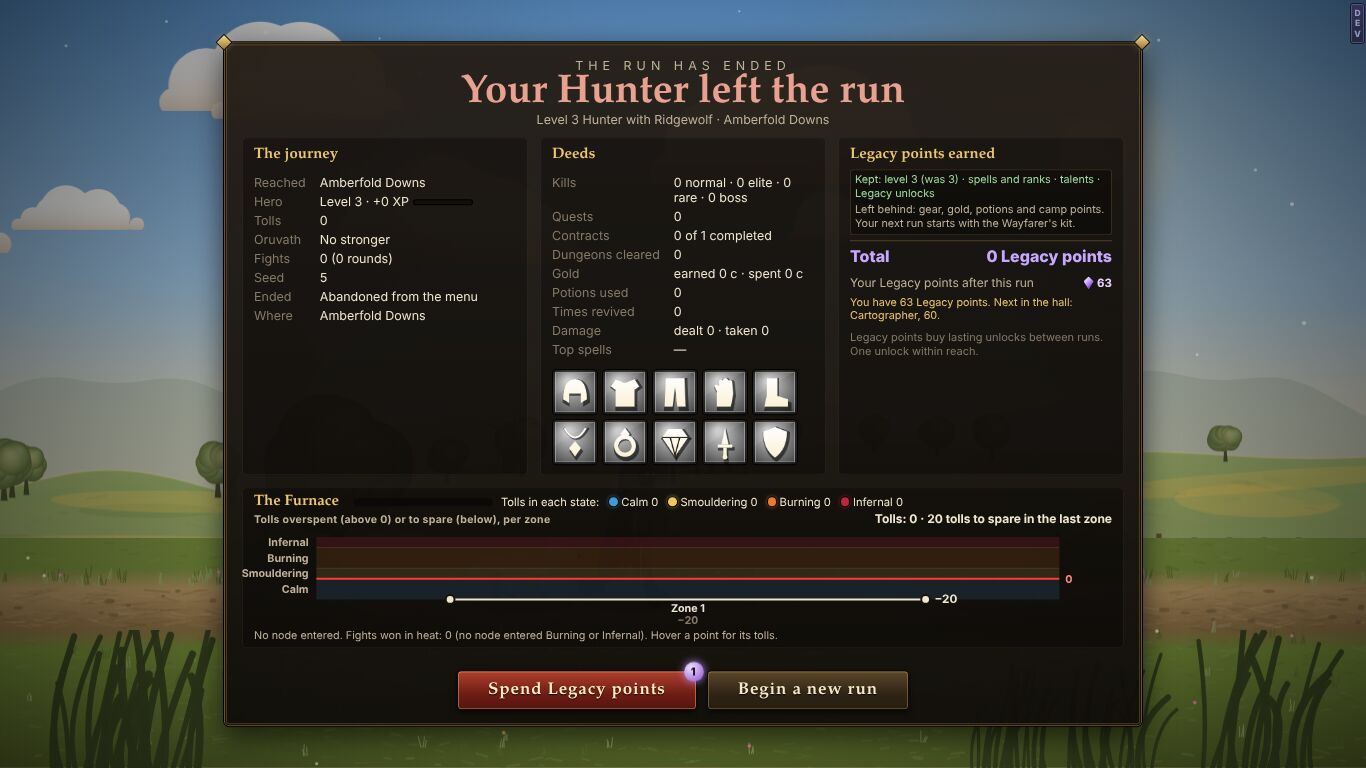 D
E
V
THE RUN HAS ENDED
Your Hunter left the run
Level 3 Hunter with Ridgewolf · Amberfold Downs
The journey
Reached Amberfold Downs
Hero Level 3 · +0 XP
Tolls 0
Oruvath No stronger
Fights 0 (0 rounds)
Seed 5
Ended Abandoned from the menu
Where Amberfold Downs
Deeds
Kills 0 normal · 0 elite · 0
rare · 0 boss
Quests 0
Contracts 0 of 1 completed
Dungeons cleared 0
Gold earned 0 c · spent 0 c
Potions used 0
Times revived 0
Damage dealt 0 · taken 0
Top spells —
Legacy points earned
Kept: level 3 (was 3) · spells and ranks · talents ·
Legacy unlocks
Left behind: gear, gold, potions and camp points.
Your next run starts with the Wayfarer's kit.
Total 0 Legacy points
Your Legacy points after this run 63
You have 63 Legacy points. Next in the hall:
Cartographer, 60.
Legacy points buy lasting unlocks between runs.
One unlock within reach.
The Furnace Tolls in each state: Calm 0 Smouldering 0 Burning 0 Infernal 0
Tolls overspent (above 0) or to spare (below), per zone Tolls: 0 · 20 tolls to spare in the last zone
Infernal
Burning
Smouldering 0
Calm
−20
Zone 1
−20
No node entered. Fights won in heat: 0 (no node entered Burning or Infernal). Hover a point for its tolls.
Spend Legacy points 1 Begin a new run